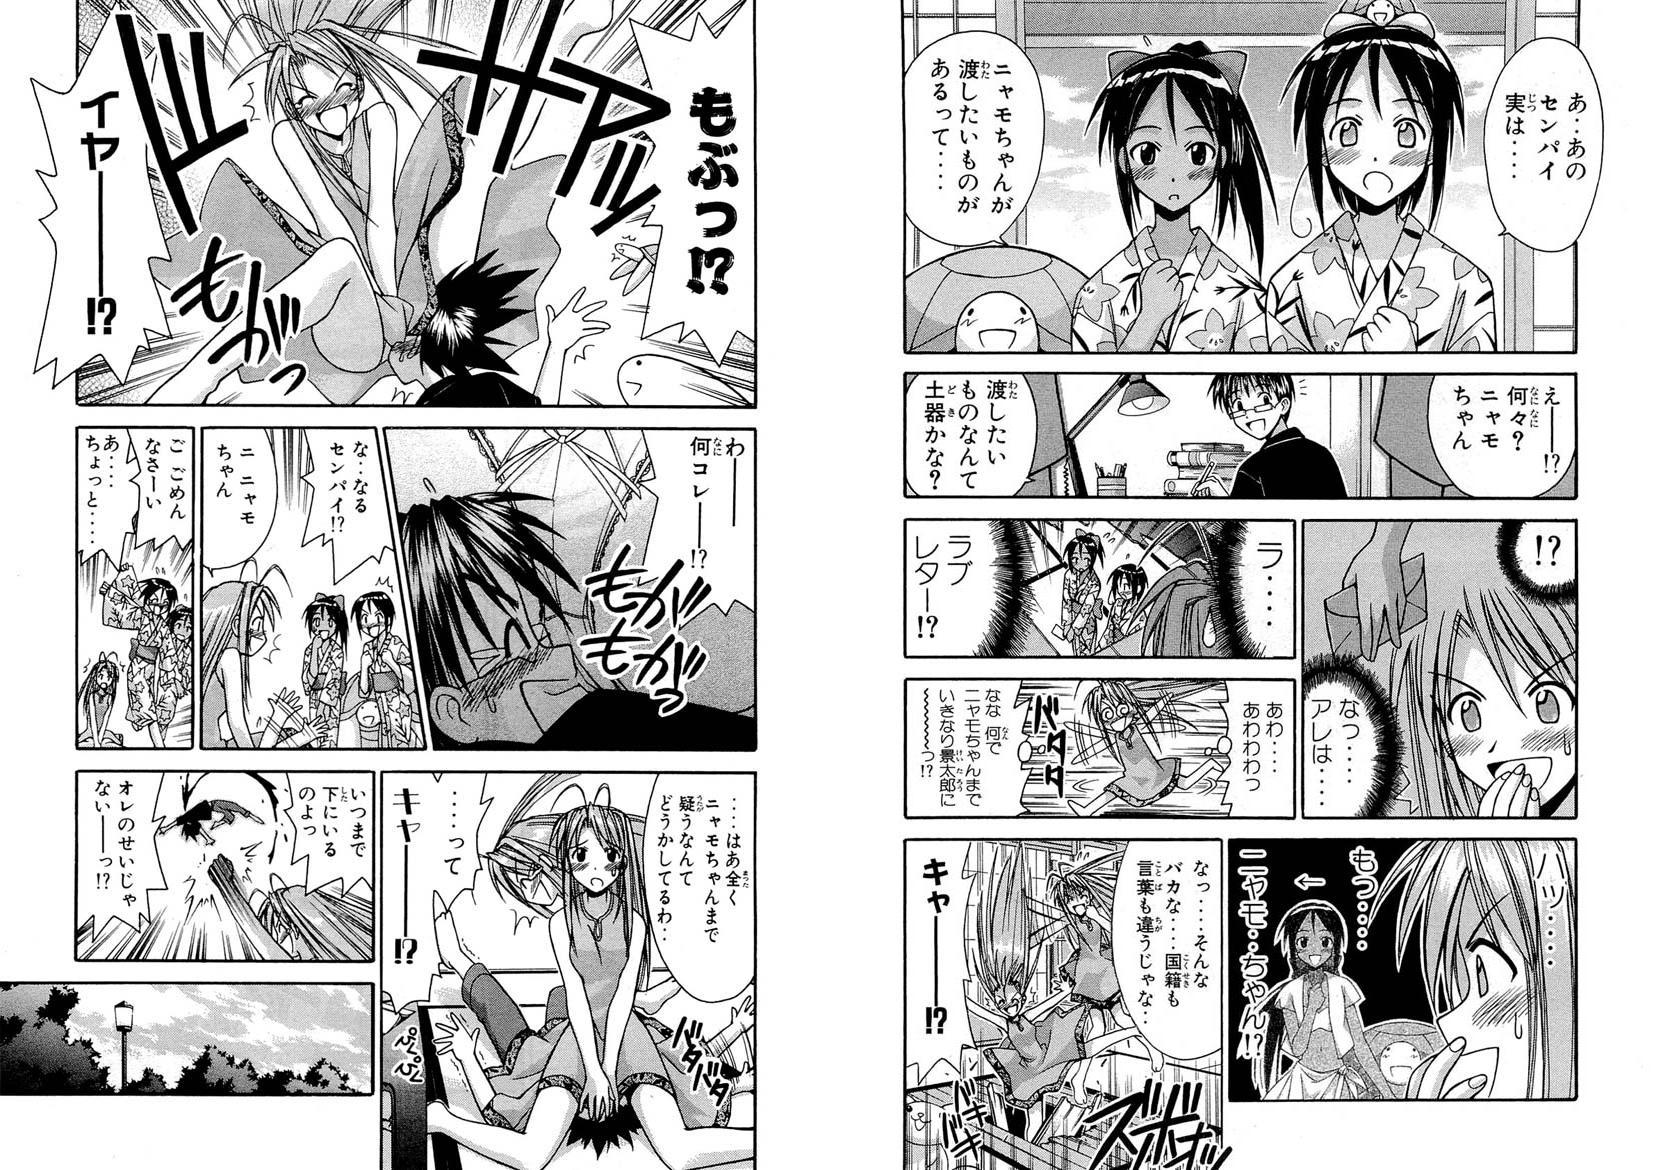 あ‥あの
センパイ
実は‥‥
ニャモちゃんが
渡したいものが
あるって‥‥
え――!?
何々?
ニャモ
ちゃん
渡したい
ものなんて
土器かな?
!?
なっ‥‥
アレは‥‥
ラ‥‥
ラブ
レター!?
あわ‥‥
あわわわっ
なな 何で
ニャモちゃんまで
いきなり景太郎に
〜〜〜〜っ!?
ドタ
タタ
ハッ‥‥
もっ‥‥
ニャモ‥ちゃん!?
←
なっ‥‥そんな
バカな‥‥国籍も
言葉も違うじゃな‥
キャ――――!?
バキ
バキ
ズボボッ
もぶっ!?
ドターッ
イヤ――――!?
もがっ
わ――
何コレ――!?
もがっ
もがっ
な‥なる
センパイ!?
ニ ニャモ
ちゃん
ご ごめん
なさーい
あ‥‥
ちょっと‥‥
‥‥はあ全く
ニャモちゃんまで
疑うなんて
どうかしてるわ‥
‥‥って
キャ――――!?
バタバタ
いつまで
下にいる
のよっ
オレのせいじゃ
ない――っ!?